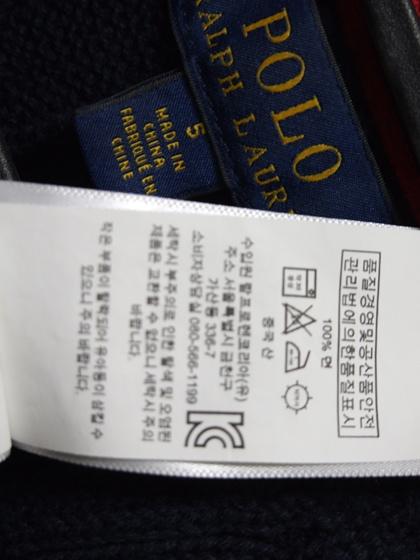 POLO
RALPH LAUR
5
MADE IN
CHINA
FABRIQUÉ EN
CHINE
품질경영및공산품안전
관리법에의한품질표시
100% 면
중국 산
수입원 랄프로렌코리아(유)
주소 서울특별시 금천구
가산동 336-7
소비자상담실 080-566-1199
세탁시 부주의로 인한 탈색 및 오염된
제품은 교환할 수 없으니 세탁시 주의
바랍니다.
작은 부품이 탈락되어 유아동이 삼킬 수
있으니 주의 바랍니다.